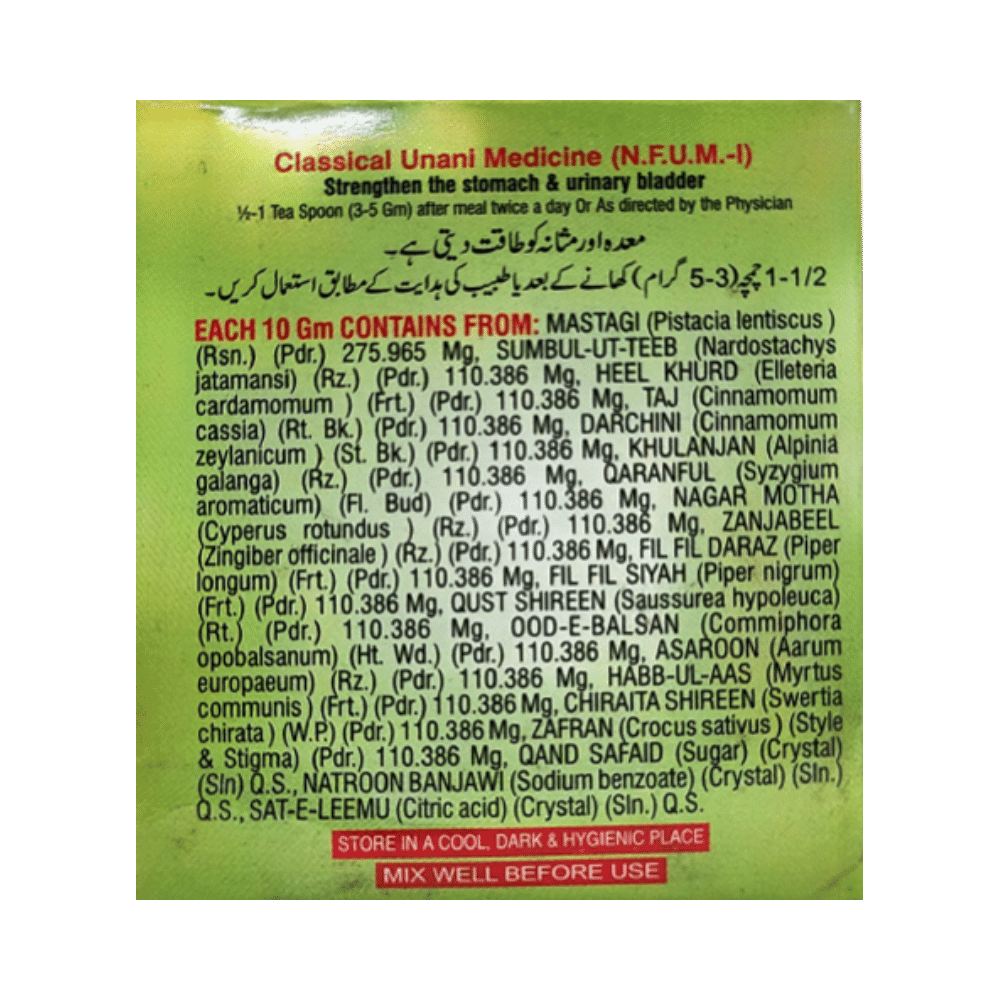 Classical Unani Medicine (N.F.U.M.-I)
Strengthen the stomach & urinary bladder
½-1 Tea Spoon (3-5 Gm) after meal twice a day Or As directed by the Physician
معدہ اور مثانہ کو طاقت دیتی ہے۔
1-1/2 چمچہ (3-5 گرام) کھانے کے بعد یا طبیب کی ہدایت کے مطابق استعمال کریں۔
EACH 10 Gm CONTAINS FROM: MASTAGI (Pistacia lentiscus )
(Rsn.) (Pdr.) 275.965 Mg, SUMBUL-UT-TEEB (Nardostachys
jatamansi) (Rz.) (Pdr.) 110.386 Mg, HEEL KHURD (Elleteria
cardamomum ) (Frt.) (Pdr.) 110.386 Mg, TAJ (Cinnamomum
cassia) (Rt. Bk.) (Pdr.) 110.386 Mg, DARCHINI (Cinnamomum
zeylanicum ) (St. Bk.) (Pdr.) 110.386 Mg, KHULANJAN (Alpinia
galanga) (Rz.) (Pdr.) 110.386 Mg, QARANFUL (Syzygium
aromaticum) (Fl. Bud) (Pdr.) 110.386 Mg, NAGAR MOTHA
(Cyperus rotundus ) (Rz.) (Pdr.) 110.386 Mg, ZANJABEEL
(Zingiber officinale ) (Rz.) (Pdr.) 110.386 Mg, FIL FIL DARAZ (Piper
longum) (Frt.) (Pdr.) 110.386 Mg, FIL FIL SIYAH (Piper nigrum)
(Frt.) (Pdr.) 110.386 Mg, QUST SHIREEN (Saussurea hypoleuca)
(Rt.) (Pdr.) 110.386 Mg, OOD-E-BALSAN (Commiphora
opobalsanum) (Ht. Wd.) (Pdr.) 110.386 Mg, ASAROON (Aarum
europaeum) (Rz.) (Pdr.) 110.386 Mg, HABB-UL-AAS (Myrtus
communis ) (Frt.) (Pdr.) 110.386 Mg, CHIRAITA SHIREEN (Swertia
chirata ) (W.P.) (Pdr.) 110.386 Mg, ZAFRAN (Crocus sativus ) (Style
& Stigma) (Pdr.) 110.386 Mg, QAND SAFAID (Sugar) (Crystal)
(Sln) Q.S., NATROON BANJAWI (Sodium benzoate) (Crystal) (Sln.)
Q.S., SAT-E-LEEMU (Citric acid) (Crystal) (Sln.) Q.S.
STORE IN A COOL, DARK & HYGIENIC PLACE
MIX WELL BEFORE USE